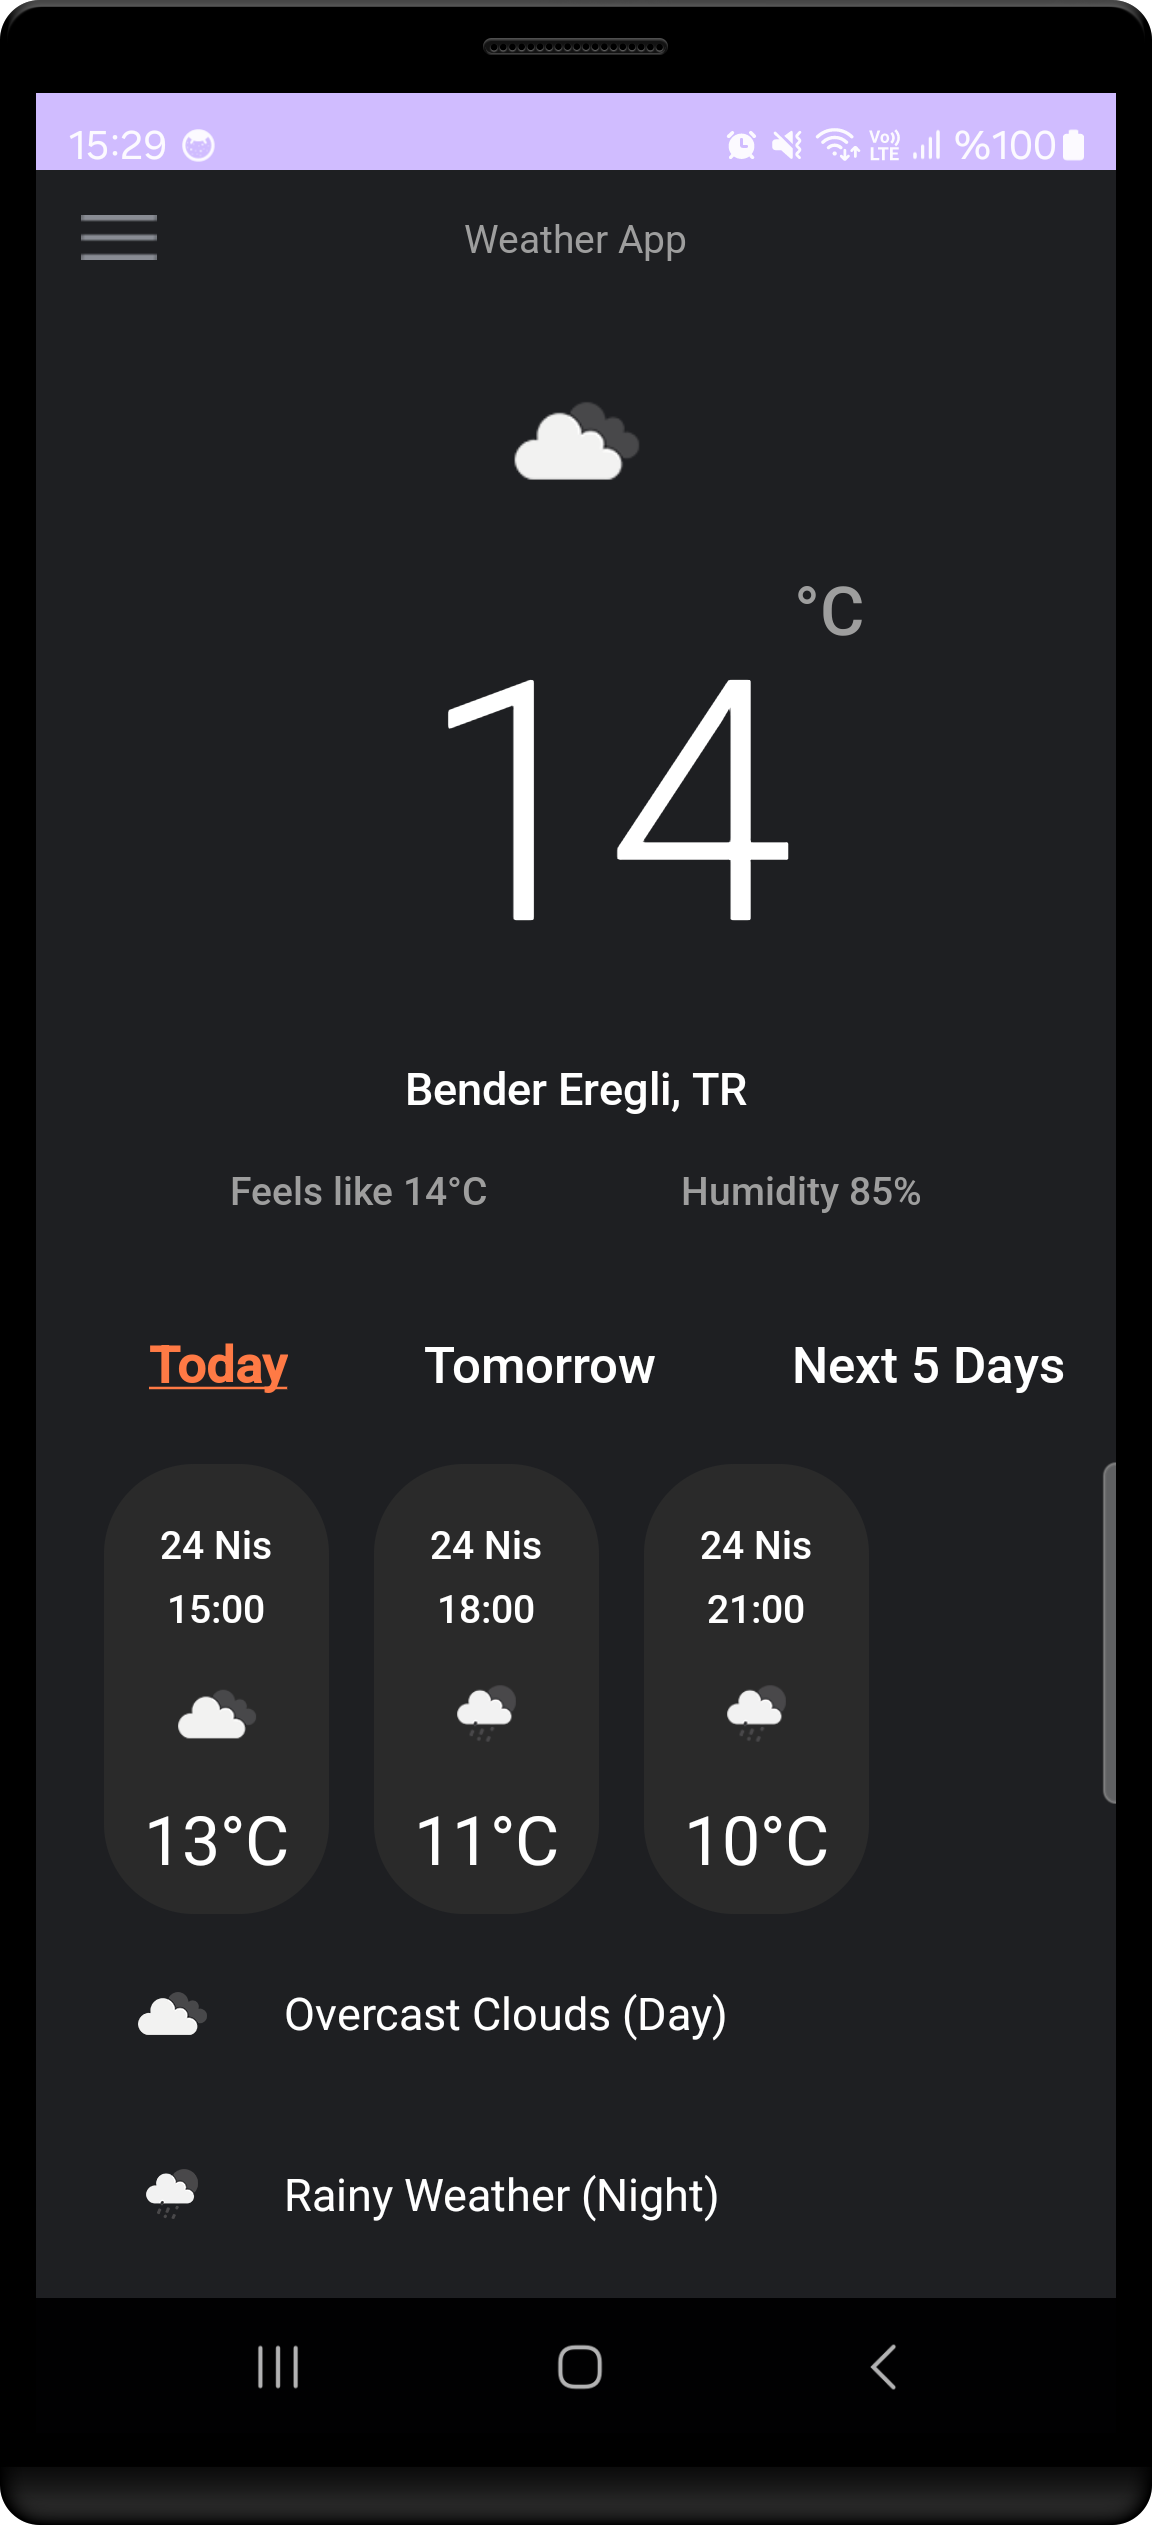 15:29 Vo)) LTE %100
Weather App
°C
14
Bender Eregli, TR
Feels like 14°C Humidity 85%
Today Tomorrow Next 5 Days
24 Nis 24 Nis 24 Nis
15:00 18:00 21:00
13°C 11°C 10°C
Overcast Clouds (Day)
Rainy Weather (Night)